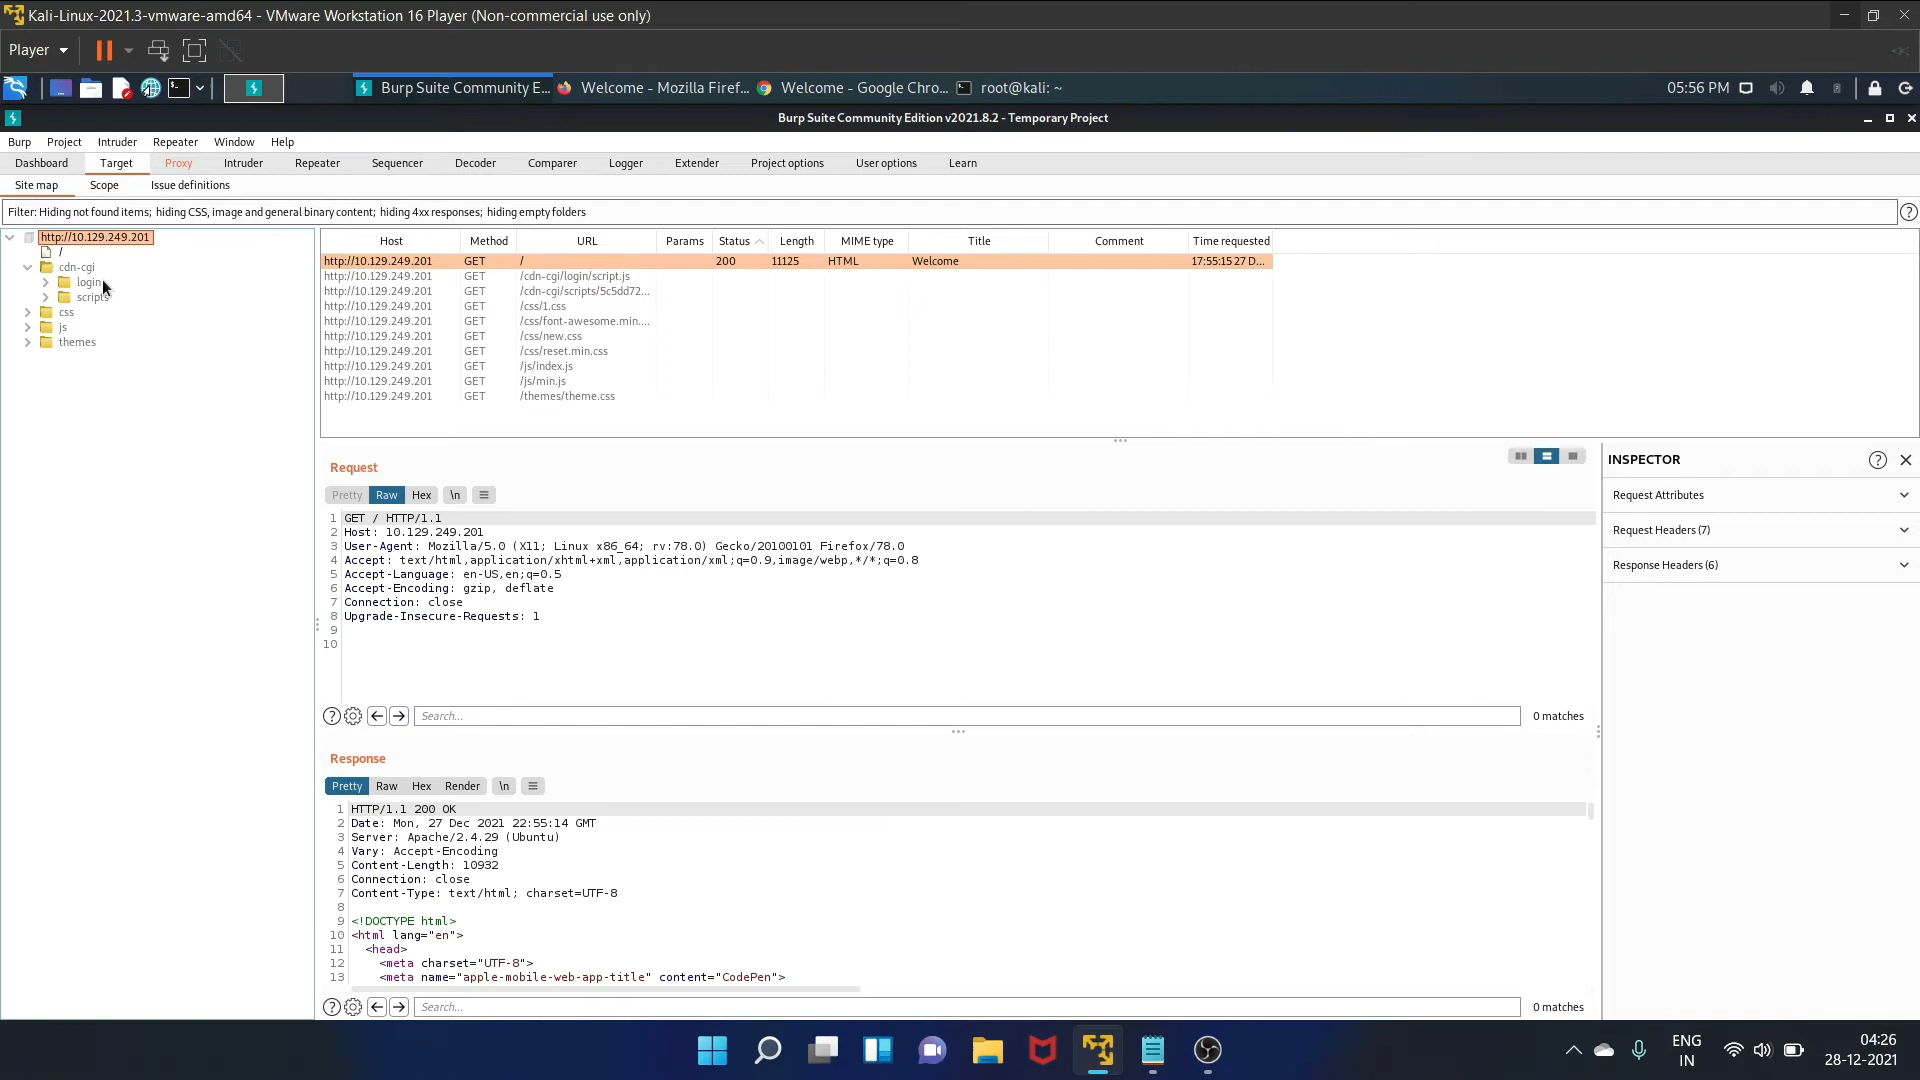 Kali-Linux-2021.3-vmware-amd64 - VMware Workstation 16 Player (Non-commercial use only)
Player
Burp Suite Community E... Welcome - Mozilla Firef... Welcome - Google Chro... root@kali: ~ 05:56 PM
Burp Suite Community Edition v2021.8.2 - Temporary Project
Burp Project Intruder Repeater Window Help
Dashboard Target Proxy Intruder Repeater Sequencer Decoder Comparer Logger Extender Project options User options Learn
Site map Scope Issue definitions
Filter: Hiding not found items; hiding CSS, image and general binary content; hiding 4xx responses; hiding empty folders
http://10.129.249.201
/
cdn-cgi
login
scripts
css
js
themes
Host Method URL Params Status Length MIME type Title Comment Time requested
http://10.129.249.201 GET / 200 11125 HTML Welcome 17:55:15 27 D...
http://10.129.249.201 GET /cdn-cgi/login/script.js
http://10.129.249.201 GET /cdn-cgi/scripts/5c5dd72...
http://10.129.249.201 GET /css/1.css
http://10.129.249.201 GET /css/font-awesome.min....
http://10.129.249.201 GET /css/new.css
http://10.129.249.201 GET /css/reset.min.css
http://10.129.249.201 GET /js/index.js
http://10.129.249.201 GET /js/min.js
http://10.129.249.201 GET /themes/theme.css
Request
Pretty Raw Hex \n
1 GET / HTTP/1.1
2 Host: 10.129.249.201
3 User-Agent: Mozilla/5.0 (X11; Linux x86_64; rv:78.0) Gecko/20100101 Firefox/78.0
4 Accept: text/html,application/xhtml+xml,application/xml;q=0.9,image/webp,*/*;q=0.8
5 Accept-Language: en-US,en;q=0.5
6 Accept-Encoding: gzip, deflate
7 Connection: close
8 Upgrade-Insecure-Requests: 1
9
10
Search... 0 matches
Response
Pretty Raw Hex Render \n
1 HTTP/1.1 200 OK
2 Date: Mon, 27 Dec 2021 22:55:14 GMT
3 Server: Apache/2.4.29 (Ubuntu)
4 Vary: Accept-Encoding
5 Content-Length: 10932
6 Connection: close
7 Content-Type: text/html; charset=UTF-8
8
9 <!DOCTYPE html>
10 <html lang="en">
11 <head>
12 <meta charset="UTF-8">
13 <meta name="apple-mobile-web-app-title" content="CodePen">
Search... 0 matches
INSPECTOR
Request Attributes
Request Headers (7)
Response Headers (6)
ENG
IN
04:26
28-12-2021